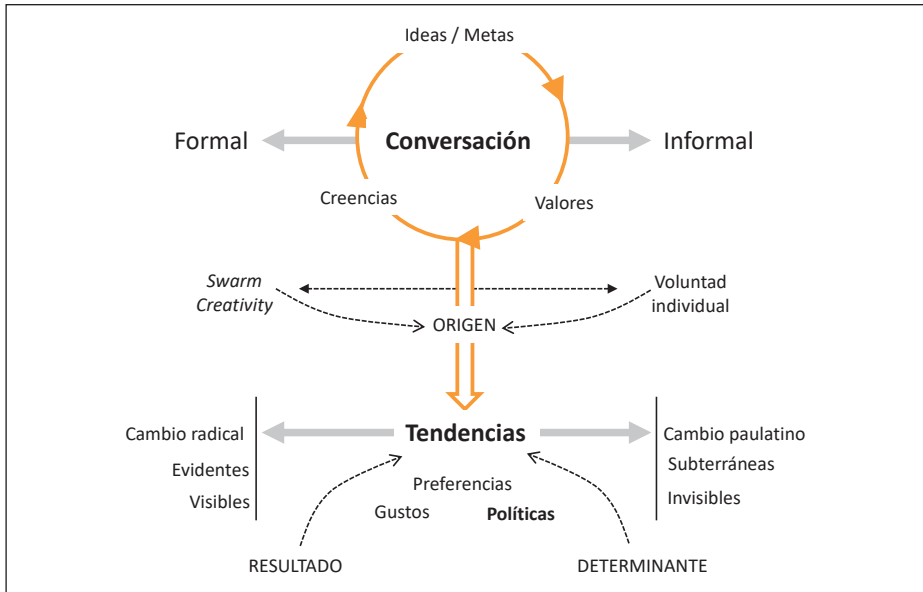 Ideas / Metas
Formal
Conversación
Informal
Creencias
Valores
Swarm
Creativity
Voluntad
individual
ORIGEN
Cambio radical
Tendencias
Cambio paulatino
Evidentes
Subterráneas
Visibles
Preferencias
Invisibles
Gustos
Políticas
RESULTADO
DETERMINANTE